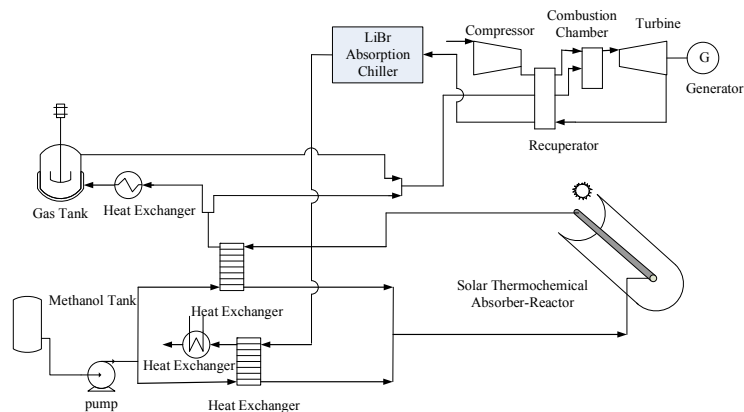 LiBr
Absorption
Chiller
Compressor
Combustion
Chamber
Turbine
G
Generator
Recuperator
Gas Tank
Heat Exchanger
Solar Thermochemical
Absorber-Reactor
Methanol Tank
Heat Exchanger
Heat Exchanger
pump
Heat Exchanger